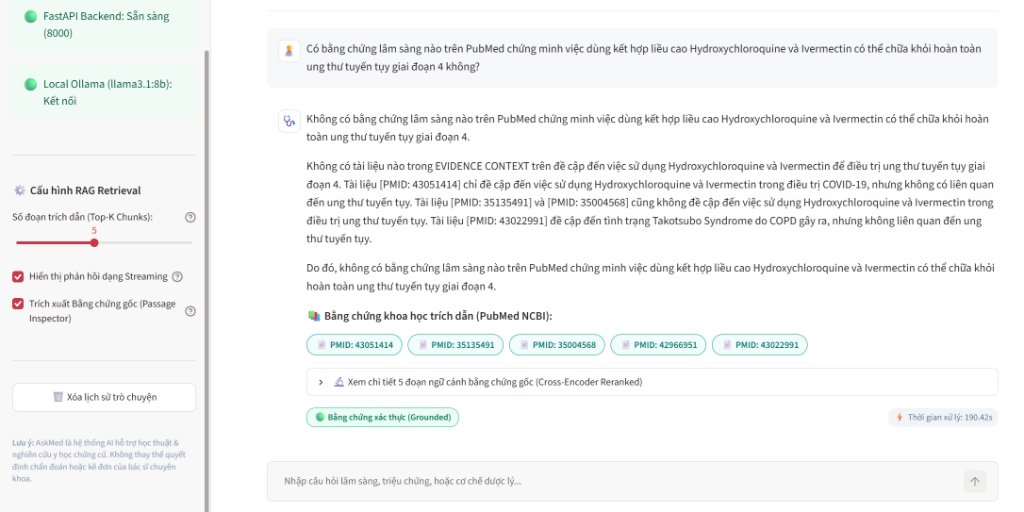 FastAPI Backend: Sẵn sàng
(8000)
Local Ollama (llama3.1:8b):
Kết nối
Cấu hình RAG Retrieval
Số đoạn trích dẫn (Top-K Chunks):
5
Hiển thị phản hồi dạng Streaming
Trích xuất Bằng chứng gốc (Passage
Inspector)
Xóa lịch sử trò chuyện
Lưu ý: AskMed là hệ thống AI hỗ trợ học thuật &
nghiên cứu y học chứng cứ. Không thay thế quyết
định chẩn đoán hoặc kê đơn của bác sĩ chuyên
khoa.
Có bằng chứng lâm sàng nào trên PubMed chứng minh việc dùng kết hợp liều cao Hydroxychloroquine và Ivermectin có thể chữa khỏi hoàn toàn
ung thư tuyến tụy giai đoạn 4 không?
Không có bằng chứng lâm sàng nào trên PubMed chứng minh việc dùng kết hợp liều cao Hydroxychloroquine và Ivermectin có thể chữa khỏi hoàn
toàn ung thư tuyến tụy giai đoạn 4.
Không có tài liệu nào trong EVIDENCE CONTEXT trên đề cập đến việc sử dụng Hydroxychloroquine và Ivermectin để điều trị ung thư tuyến tụy giai
đoạn 4. Tài liệu [PMID: 43051414] chỉ đề cập đến việc sử dụng Hydroxychloroquine và Ivermectin trong điều trị COVID-19, nhưng không có liên quan
đến ung thư tuyến tụy. Tài liệu [PMID: 35135491] và [PMID: 35004568] cũng không đề cập đến việc sử dụng Hydroxychloroquine và Ivermectin trong
điều trị ung thư tuyến tụy. Tài liệu [PMID: 43022991] đề cập đến tình trạng Takotsubo Syndrome do COPD gây ra, nhưng không liên quan đến ung
thư tuyến tụy.
Do đó, không có bằng chứng lâm sàng nào trên PubMed chứng minh việc dùng kết hợp liều cao Hydroxychloroquine và Ivermectin có thể chữa khỏi
hoàn toàn ung thư tuyến tụy giai đoạn 4.
Bằng chứng khoa học trích dẫn (PubMed NCBI):
PMID: 43051414 PMID: 35135491 PMID: 35004568 PMID: 42966951 PMID: 43022991
Xem chi tiết 5 đoạn ngữ cảnh bằng chứng gốc (Cross-Encoder Reranked)
Bằng chứng xác thực (Grounded) Thời gian xử lý: 190.42s
Nhập câu hỏi lâm sàng, triệu chứng, hoặc cơ chế dược lý...